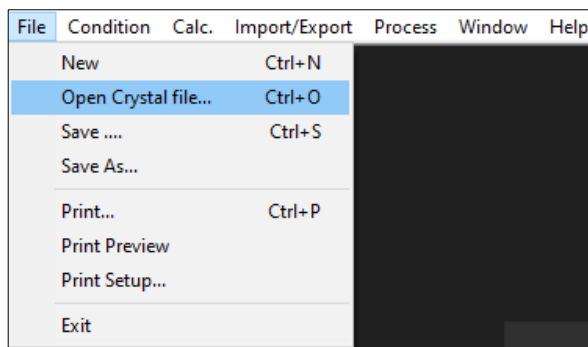 File Condition Calc. Import/Export Process Window Help
New Ctrl+N
Open Crystal file... Ctrl+O
Save .... Ctrl+S
Save As...
Print... Ctrl+P
Print Preview
Print Setup...
Exit